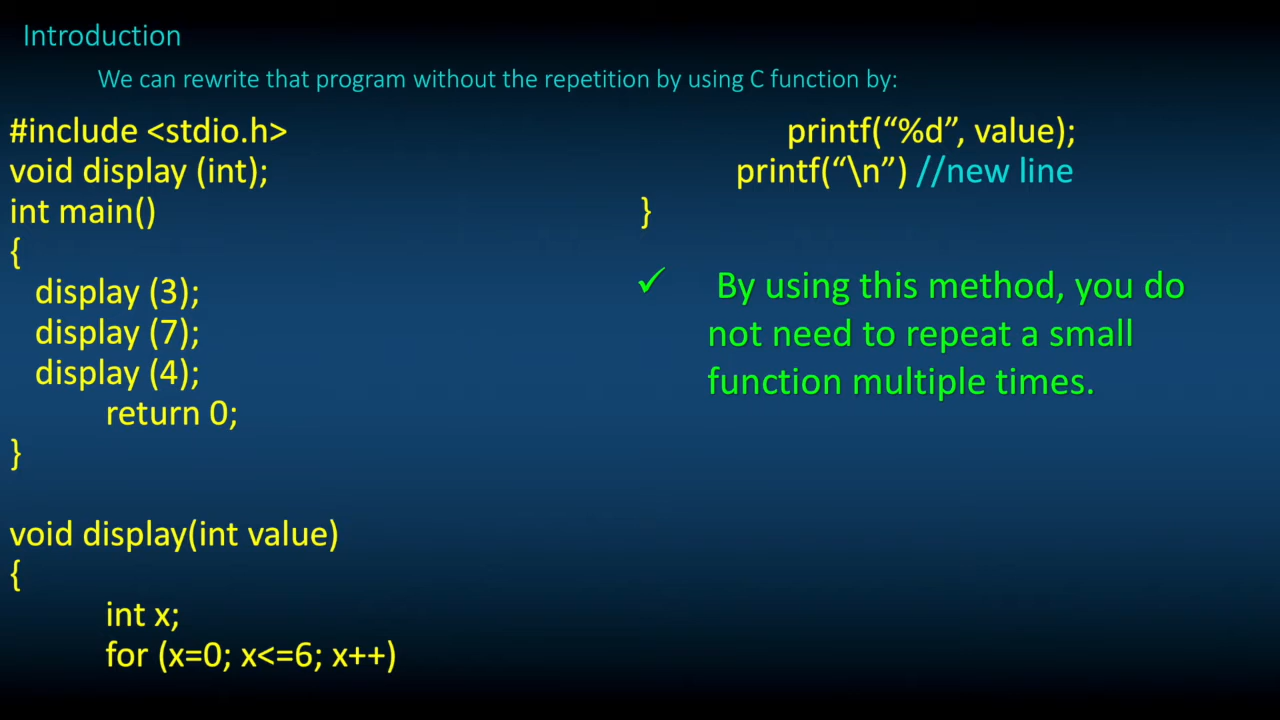 Introduction
We can rewrite that program without the repetition by using C function by:
#include <stdio.h>
void display (int);
int main()
{
display (3);
display (7);
display (4);
return 0;
}
void display(int value)
{
int x;
for (x=0; x<=6; x++)
printf(“%d”, value);
printf(“\n”) //new line
}
✓ By using this method, you do
not need to repeat a small
function multiple times.